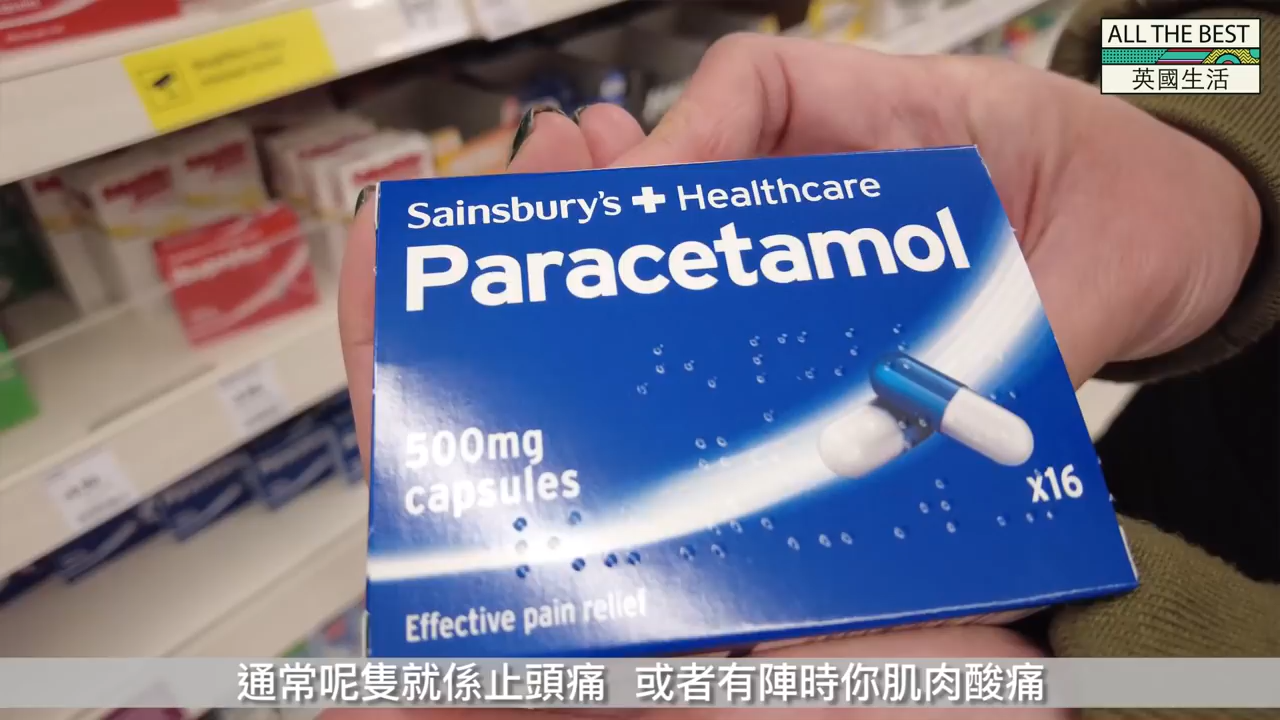 ALL THE BEST
英國生活
Sainsbury's + Healthcare
Paracetamol
500mg
capsules
x16
Effective pain relief
通常呢隻就係止頭痛 或者有陣時你肌肉酸痛